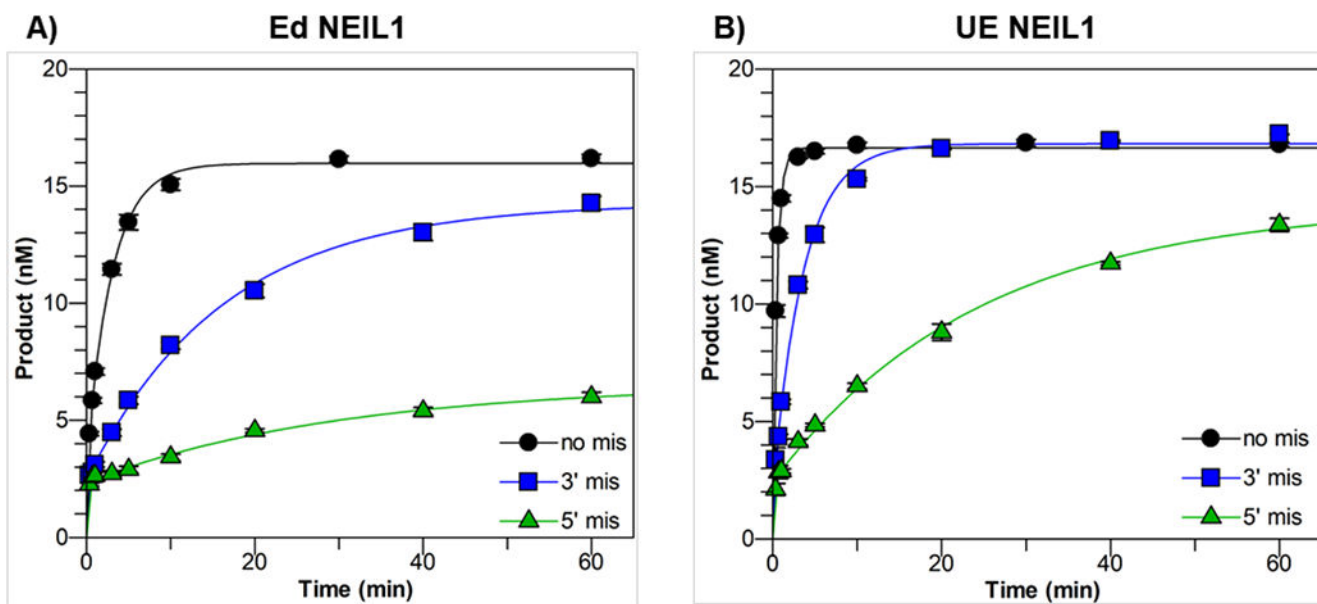 A) Ed NEIL1
B) UE NEIL1
20
15
10
5
0
Product (nM)
no mis
3' mis
5' mis
0 20 40 60
Time (min)
20
15
10
5
0
Product (nM)
no mis
3' mis
5' mis
0 20 40 60
Time (min)